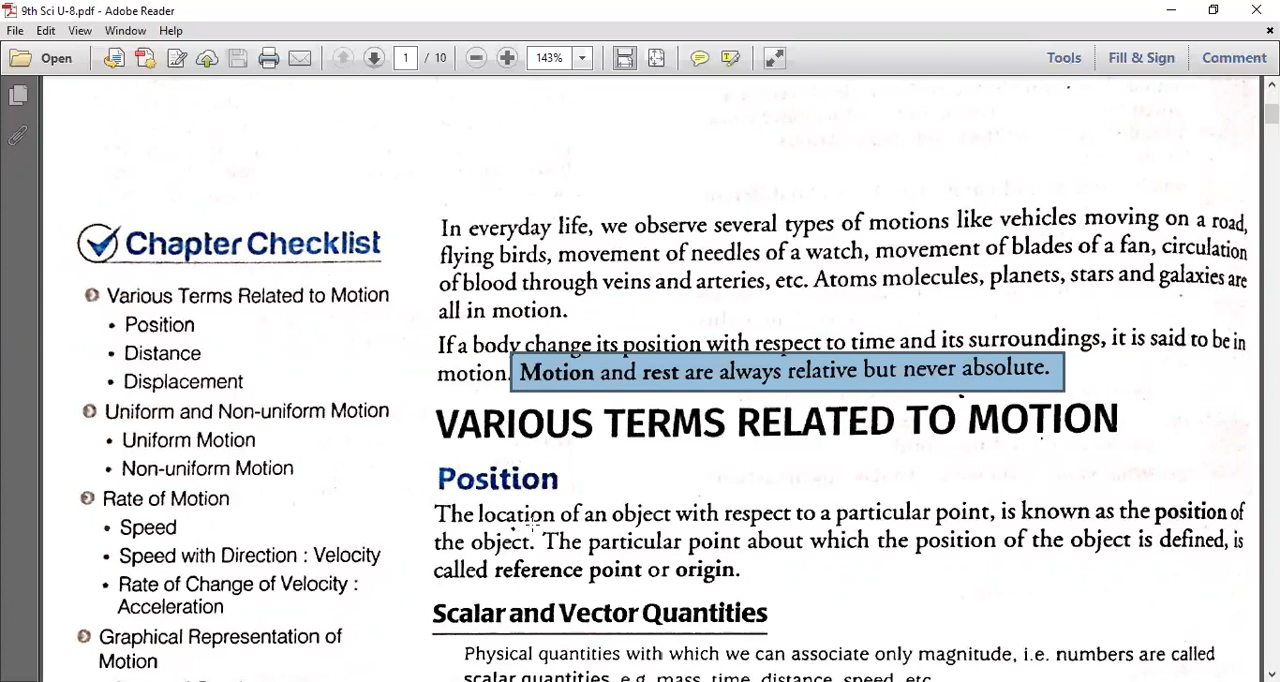 9th Sci U-8.pdf - Adobe Reader
File Edit View Window Help
Open 1 / 10 143% Tools Fill & Sign Comment
Chapter Checklist
Various Terms Related to Motion
• Position
• Distance
• Displacement
Uniform and Non-uniform Motion
• Uniform Motion
• Non-uniform Motion
Rate of Motion
• Speed
• Speed with Direction : Velocity
• Rate of Change of Velocity :
Acceleration
Graphical Representation of
Motion
In everyday life, we observe several types of motions like vehicles moving on a road,
flying birds, movement of needles of a watch, movement of blades of a fan, circulation
of blood through veins and arteries, etc. Atoms molecules, planets, stars and galaxies are
all in motion.
If a body change its position with respect to time and its surroundings, it is said to be in
motion. Motion and rest are always relative but never absolute.
VARIOUS TERMS RELATED TO MOTION
Position
The location of an object with respect to a particular point, is known as the position of
the object. The particular point about which the position of the object is defined, is
called reference point or origin.
Scalar and Vector Quantities
Physical quantities with which we can associate only magnitude, i.e. numbers are called
scalar quantities, e.g. mass, time, distance, speed, etc.